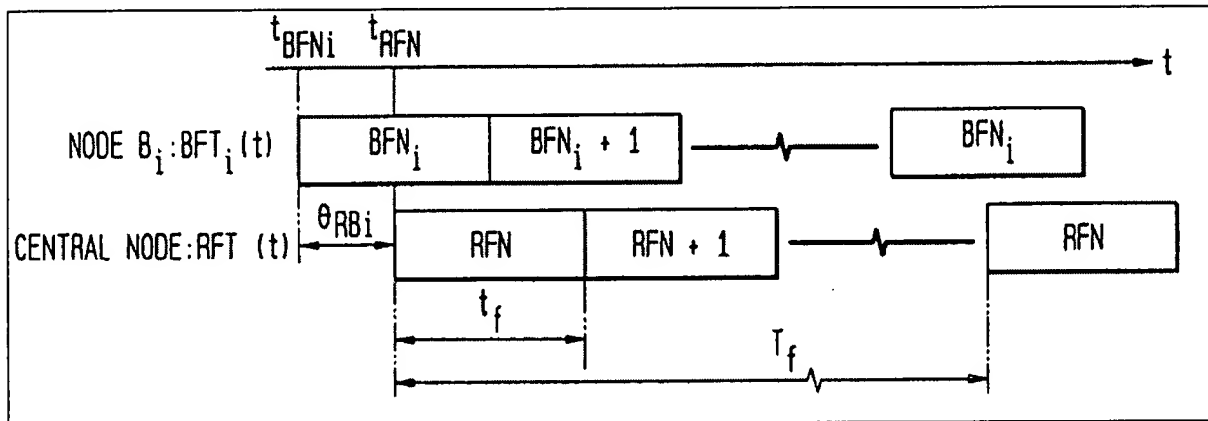 t_BFNi t_RFN
t
NODE B_i:BFT_i(t) BFN_i BFN_i + 1 BFN_i
θ_RBi
CENTRAL NODE:RFT (t) RFN RFN + 1 RFN
t_f
T_f